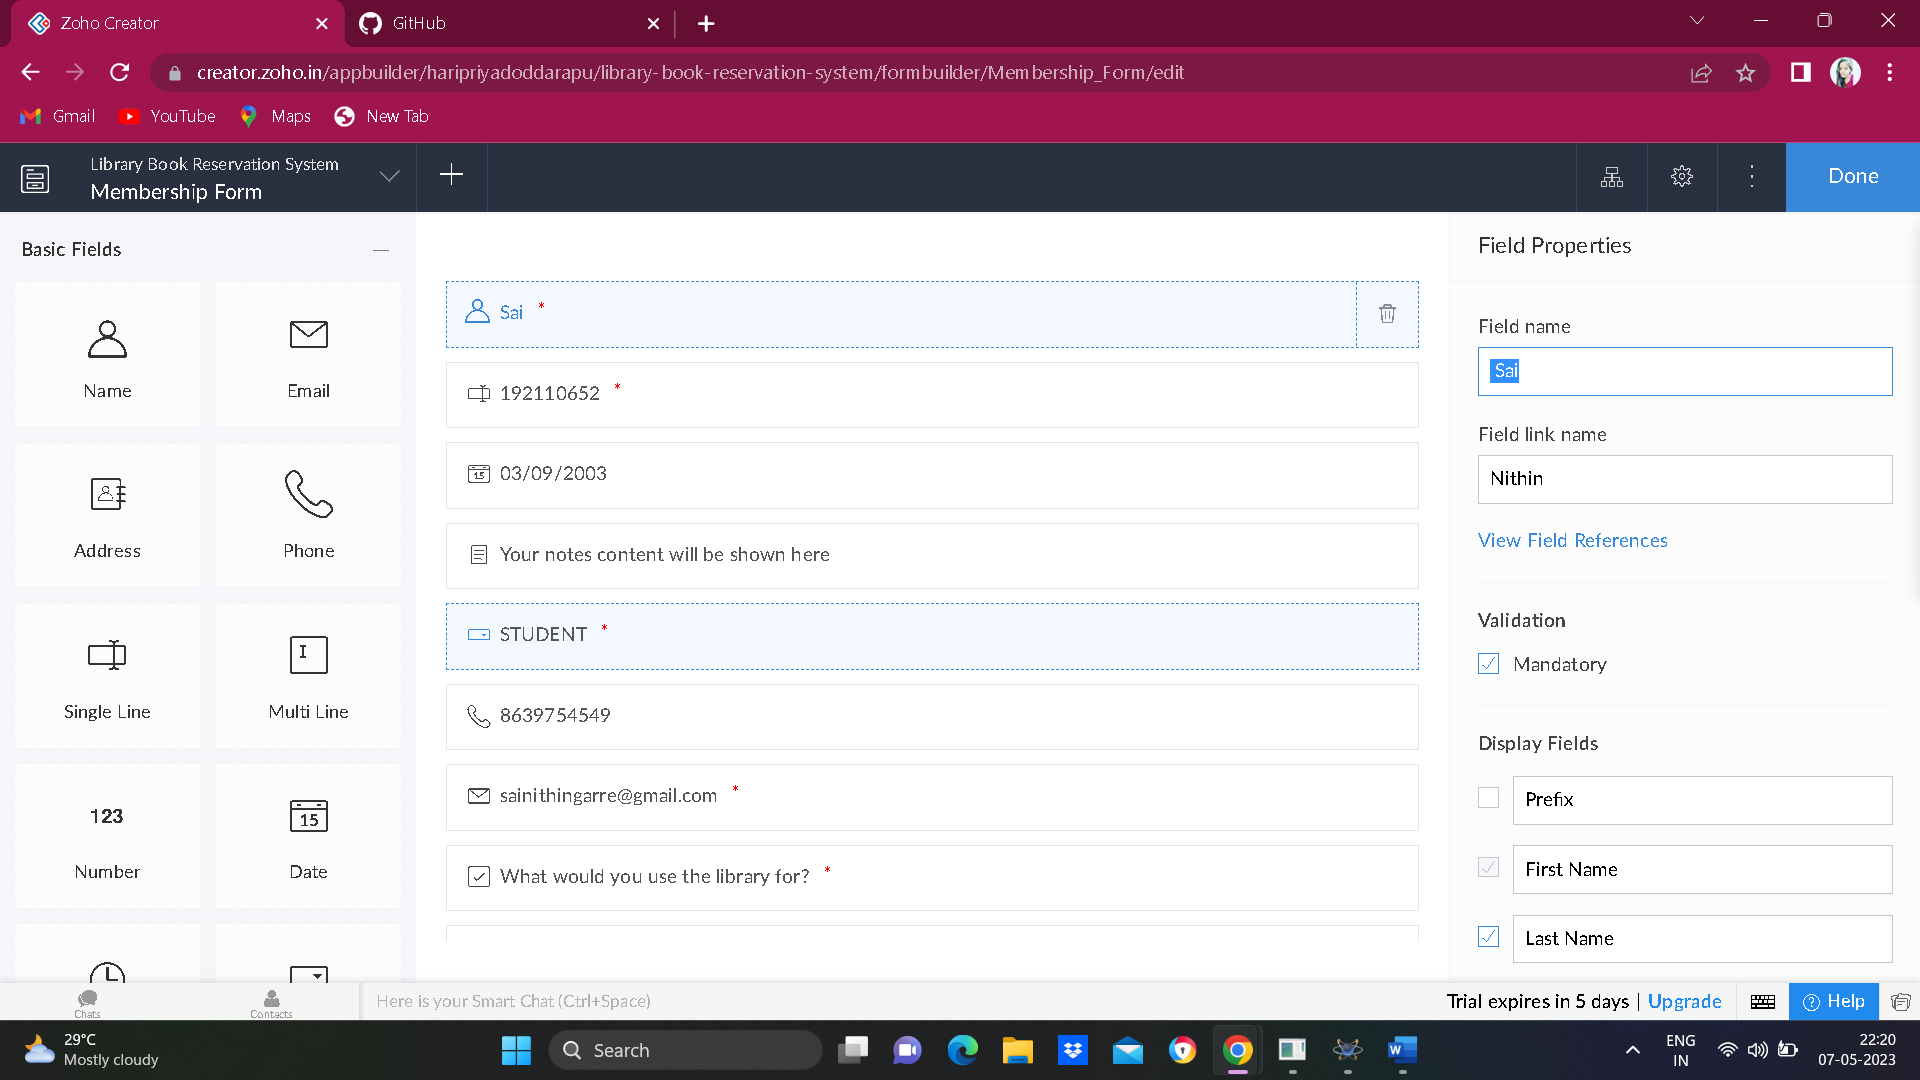 Zoho Creator
GitHub
creator.zoho.in/appbuilder/haripriyadoddarapu/library-book-reservation-system/formbuilder/Membership_Form/edit
Gmail
YouTube
Maps
New Tab
Library Book Reservation System
Membership Form
Done
Basic Fields
Name
Email
Address
Phone
Single Line
Multi Line
123
Number
15
Date
Sai *
192110652 *
15
03/09/2003
Your notes content will be shown here
STUDENT *
8639754549
sainithingarre@gmail.com *
What would you use the library for? *
Field Properties
Field name
Sai
Field link name
Nithin
View Field References
Validation
Mandatory
Display Fields
Prefix
First Name
Last Name
Chats
Contacts
Here is your Smart Chat (Ctrl+Space)
Trial expires in 5 days | Upgrade
? Help
29°C
Mostly cloudy
Search
ENG
IN
22:20
07-05-2023